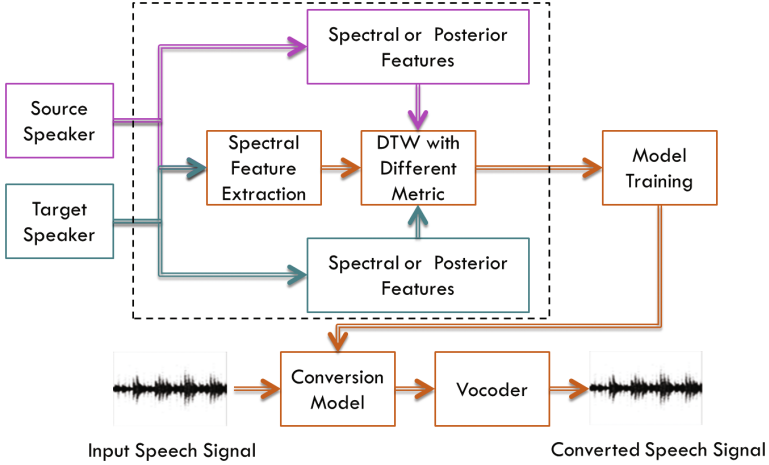 Spectral or Posterior
Features
Source
Speaker
Spectral
Feature
Extraction
DTW with
Different
Metric
Model
Training
Target
Speaker
Spectral or Posterior
Features
Conversion
Model
Vocoder
Input Speech Signal
Converted Speech Signal